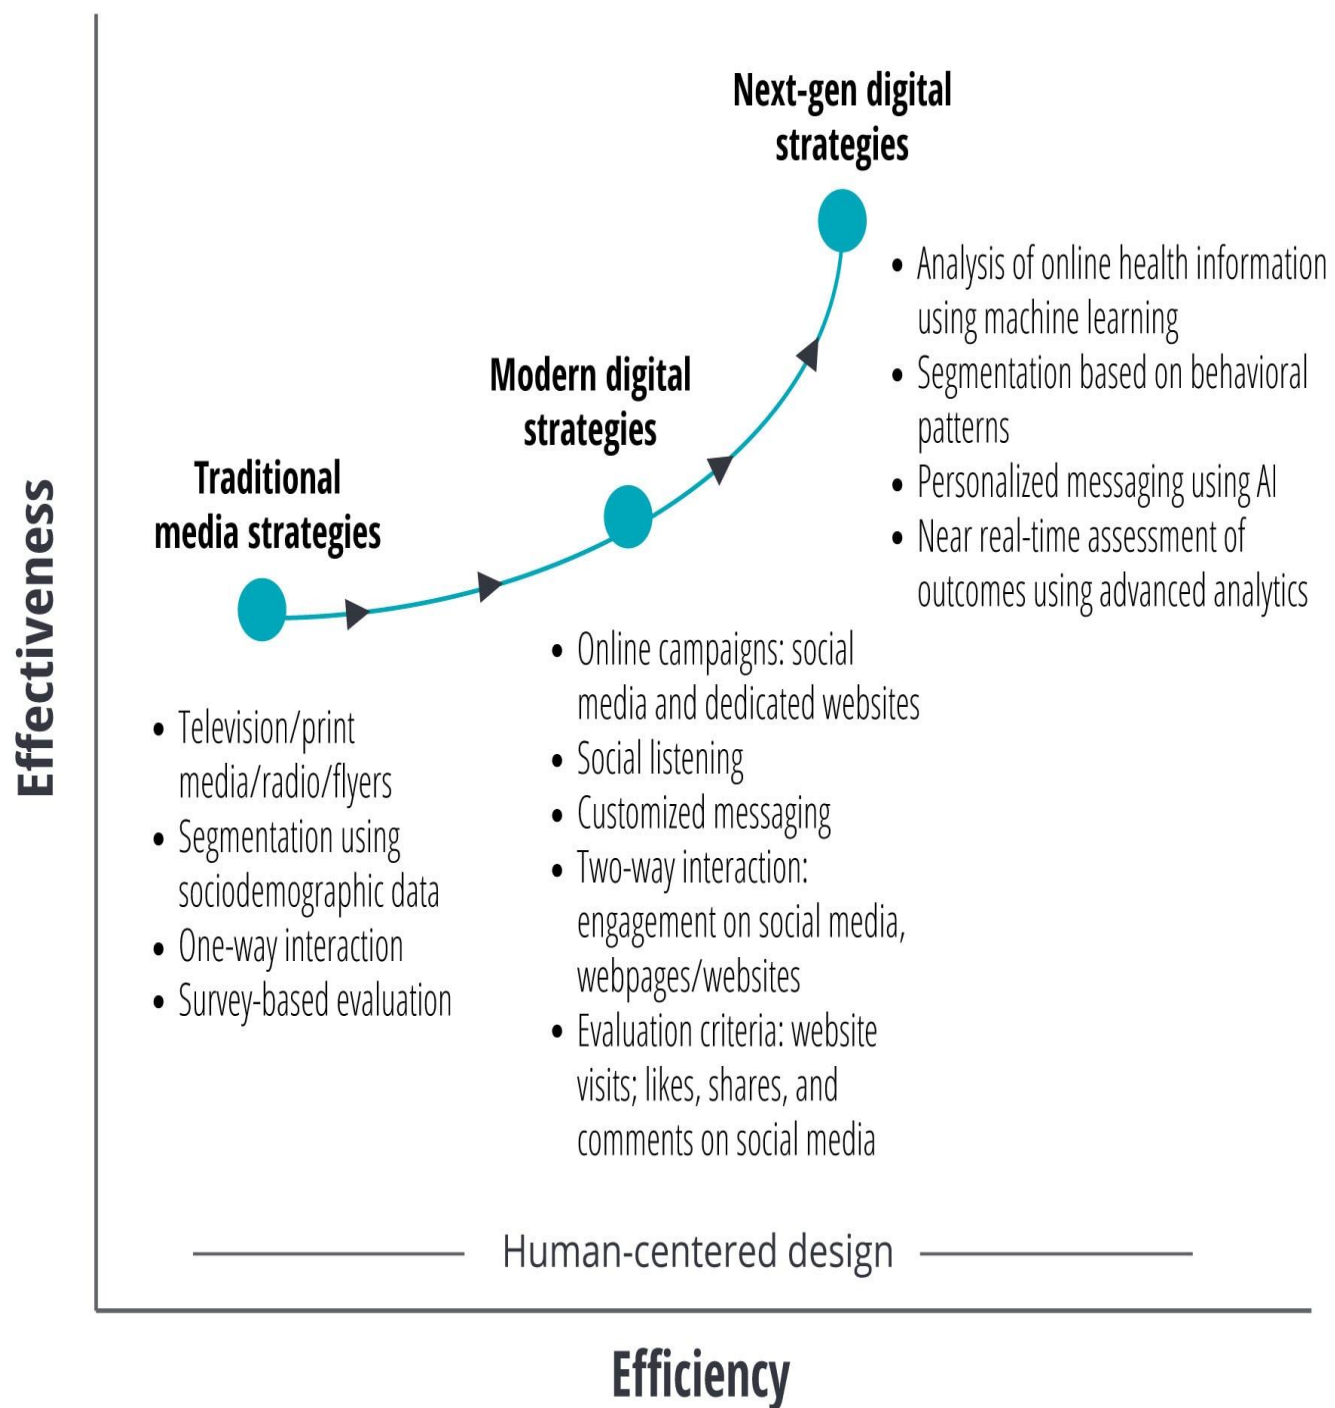 Next-gen digital
strategies
• Analysis of online health information
using machine learning
• Segmentation based on behavioral
patterns
• Personalized messaging using AI
• Near real-time assessment of
outcomes using advanced analytics
Modern digital
strategies
• Online campaigns: social
media and dedicated websites
• Social listening
• Customized messaging
• Two-way interaction:
engagement on social media,
webpages/websites
• Evaluation criteria: website
visits; likes, shares, and
comments on social media
Traditional
media strategies
• Television/print
media/radio/flyers
• Segmentation using
sociodemographic data
• One-way interaction
• Survey-based evaluation
Effectiveness
Human-centered design
Efficiency